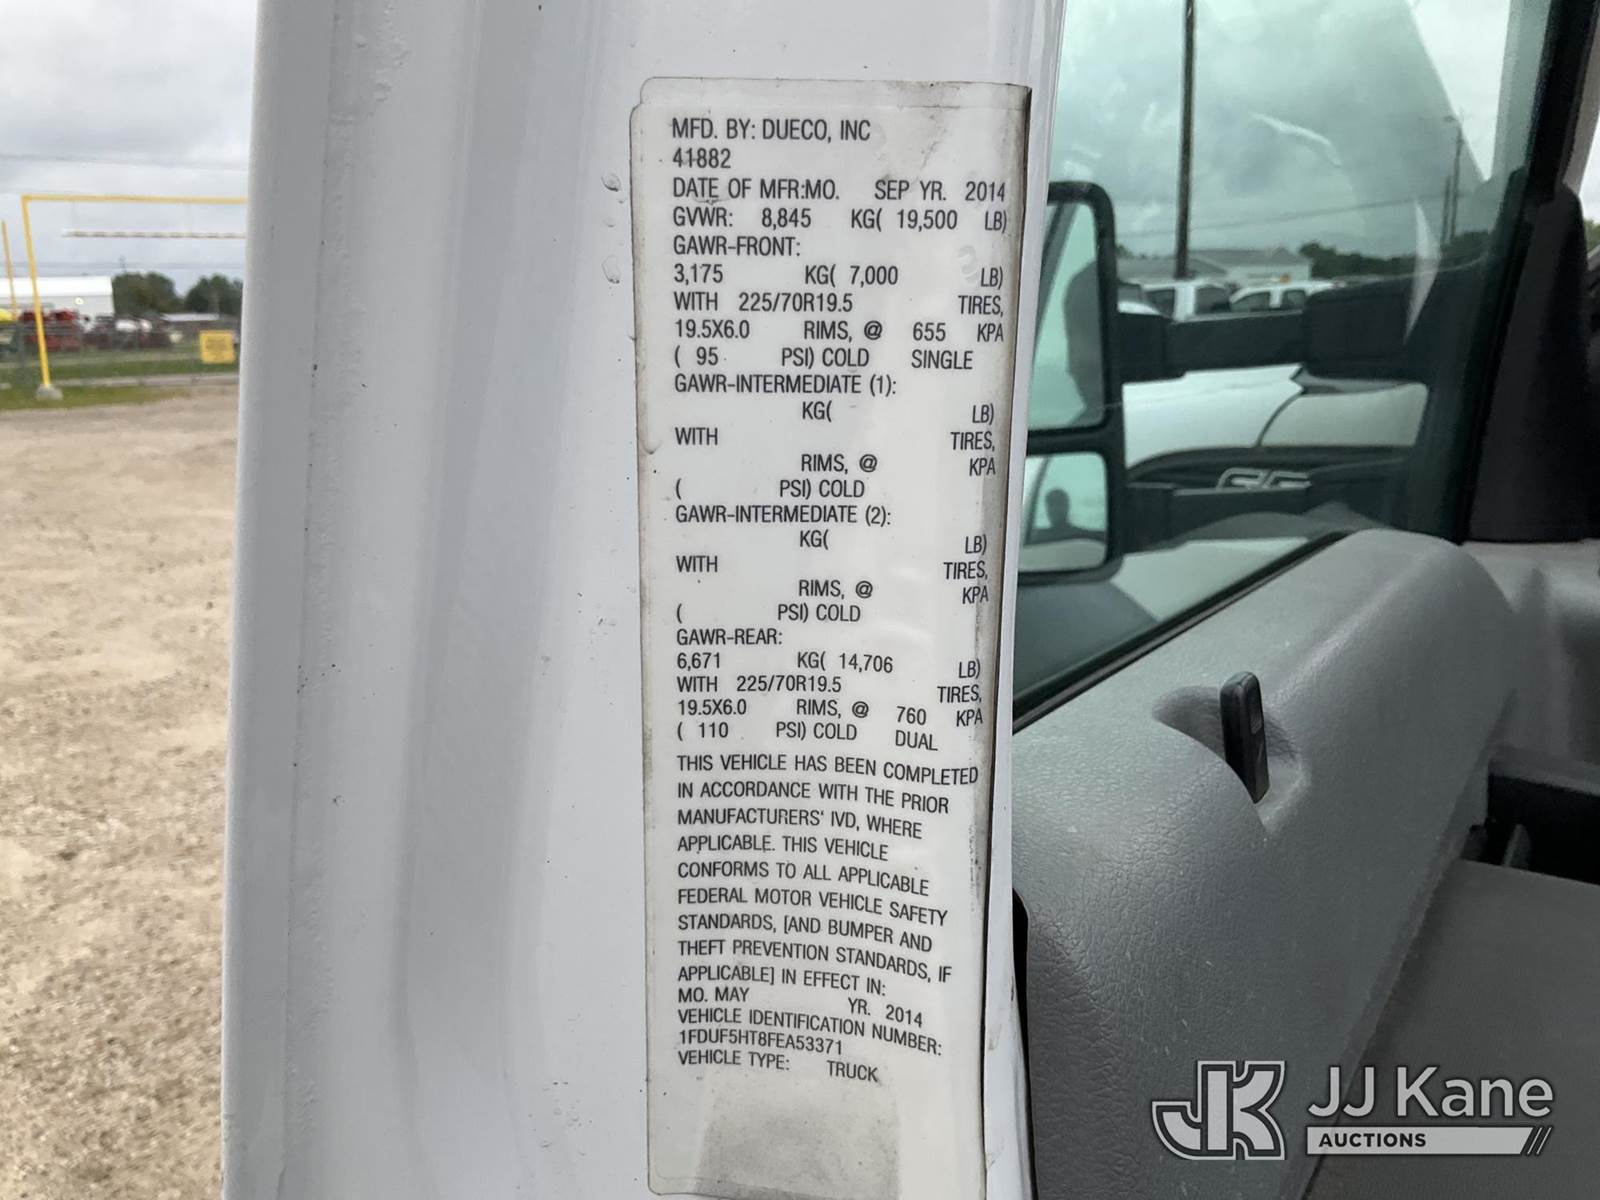 MFD. BY: DUECO, INC
41882
DATE OF MFR:MO. SEP YR. 2014
GVWR: 8,845 KG( 19,500 LB)
GAWR-FRONT:
3,175 KG( 7,000 LB)
WITH 225/70R19.5 TIRES,
19.5X6.0 RIMS, @ 655 KPA
( 95 PSI) COLD SINGLE
GAWR-INTERMEDIATE (1):
KG( LB)
WITH TIRES,
RIMS, @ KPA
( PSI) COLD
GAWR-INTERMEDIATE (2):
KG( LB)
WITH TIRES,
RIMS, @ KPA
( PSI) COLD
GAWR-REAR:
6,671 KG( 14,706 LB)
WITH 225/70R19.5 TIRES,
19.5X6.0 RIMS, @ 760 KPA
( 110 PSI) COLD DUAL
THIS VEHICLE HAS BEEN COMPLETED
IN ACCORDANCE WITH THE PRIOR
MANUFACTURERS' IVD, WHERE
APPLICABLE. THIS VEHICLE
CONFORMS TO ALL APPLICABLE
FEDERAL MOTOR VEHICLE SAFETY
STANDARDS, [AND BUMPER AND
THEFT PREVENTION STANDARDS, IF
APPLICABLE] IN EFFECT IN:
MO. MAY YR. 2014
VEHICLE IDENTIFICATION NUMBER:
1FDUF5HT8FEA53371
VEHICLE TYPE: TRUCK
JK JJ Kane
AUCTIONS